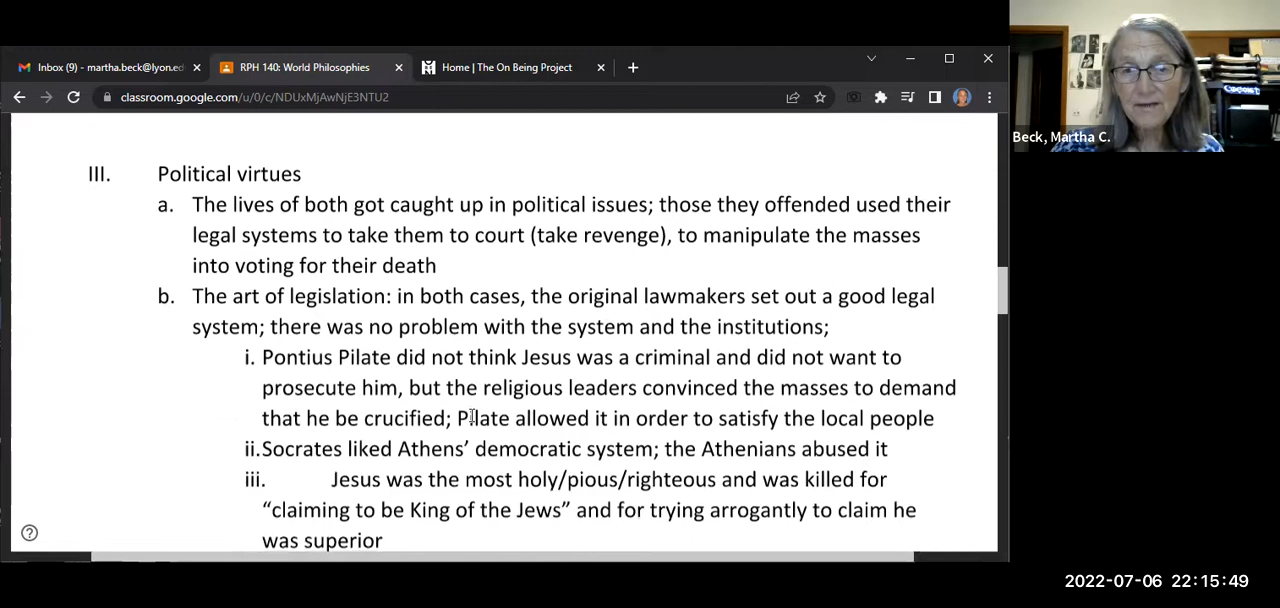 Inbox (9) - martha.beck@lyon.ed
RPH 140: World Philosophies
Home | The On Being Project
classroom.google.com/u/0/c/NDUxMjAwNjE3NTU2
Beck, Martha C.
III. Political virtues
a. The lives of both got caught up in political issues; those they offended used their
legal systems to take them to court (take revenge), to manipulate the masses
into voting for their death
b. The art of legislation: in both cases, the original lawmakers set out a good legal
system; there was no problem with the system and the institutions;
i. Pontius Pilate did not think Jesus was a criminal and did not want to
prosecute him, but the religious leaders convinced the masses to demand
that he be crucified; Pilate allowed it in order to satisfy the local people
ii. Socrates liked Athens’ democratic system; the Athenians abused it
iii. Jesus was the most holy/pious/righteous and was killed for
“claiming to be King of the Jews” and for trying arrogantly to claim he
was superior
2022-07-06 22:15:49